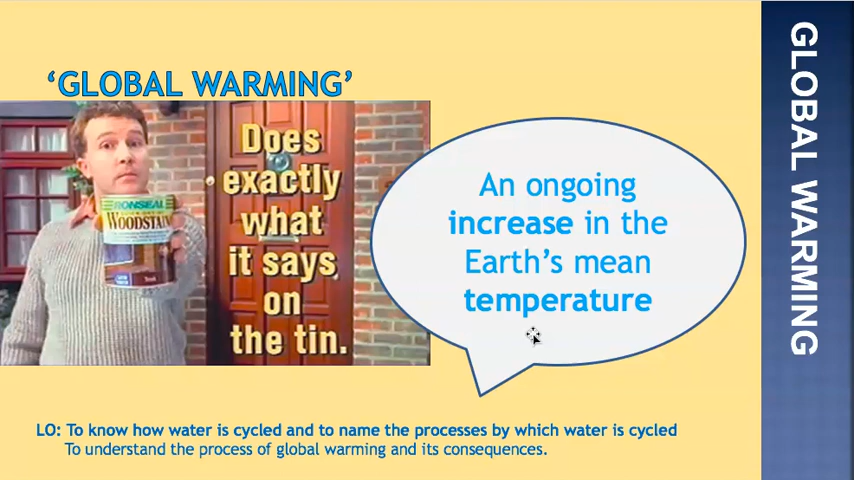 ‘GLOBAL WARMING’
Does
exactly
what
it says
on
the tin.
RONSEAL
WOODSTAIN
An ongoing
increase in the
Earth’s mean
temperature
LO: To know how water is cycled and to name the processes by which water is cycled
To understand the process of global warming and its consequences.
GLOBAL WARMING